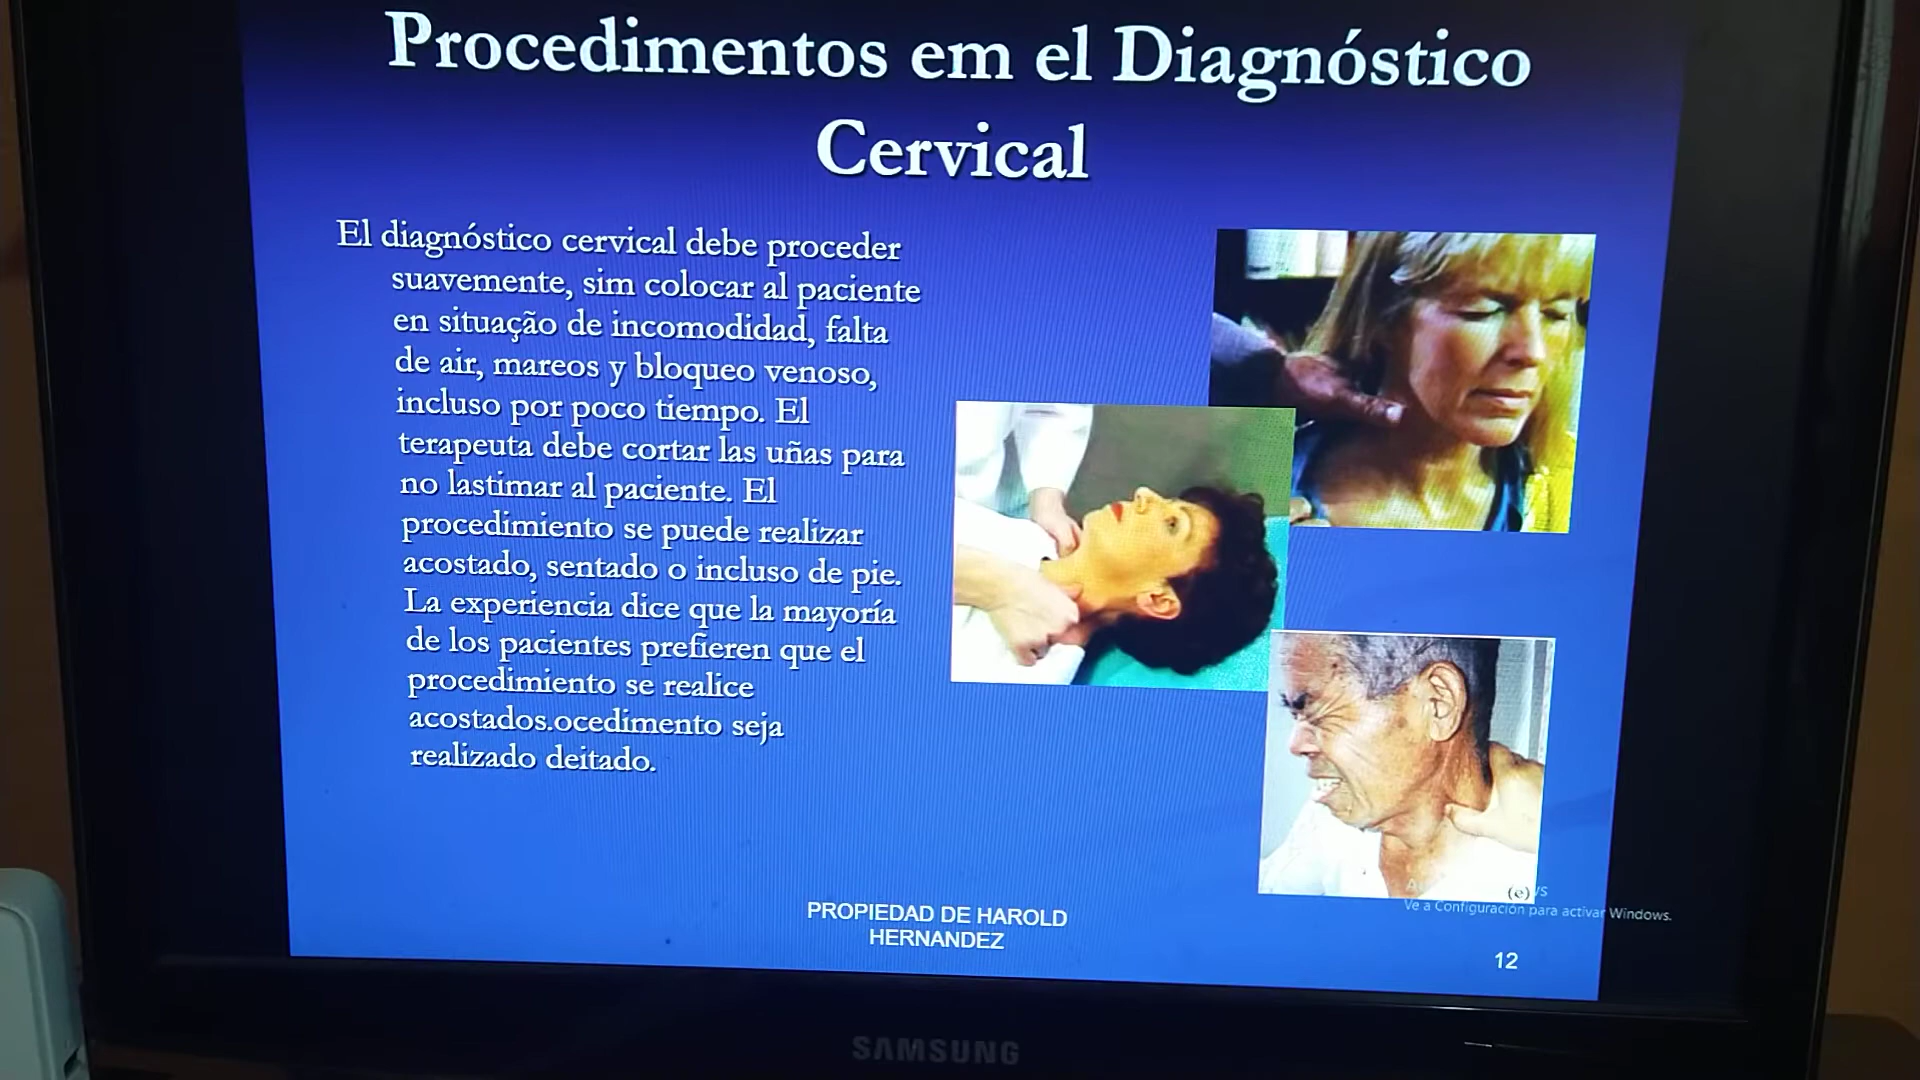 Procedimentos em el Diagnóstico
Cervical
El diagnóstico cervical debe proceder
suavemente, sim colocar al paciente
en situação de incomodidad, falta
de air, mareos y bloqueo venoso,
incluso por poco tiempo. El
terapeuta debe cortar las uñas para
no lastimar al paciente. El
procedimiento se puede realizar
acostado, sentado o incluso de pie.
La experiencia dice que la mayoría
de los pacientes prefieren que el
procedimiento se realice
acostados.ocedimento seja
realizado deitado.
(e)
Ve a Configuración para activar Windows.
PROPIEDAD DE HAROLD
HERNANDEZ
12
SAMSUNG